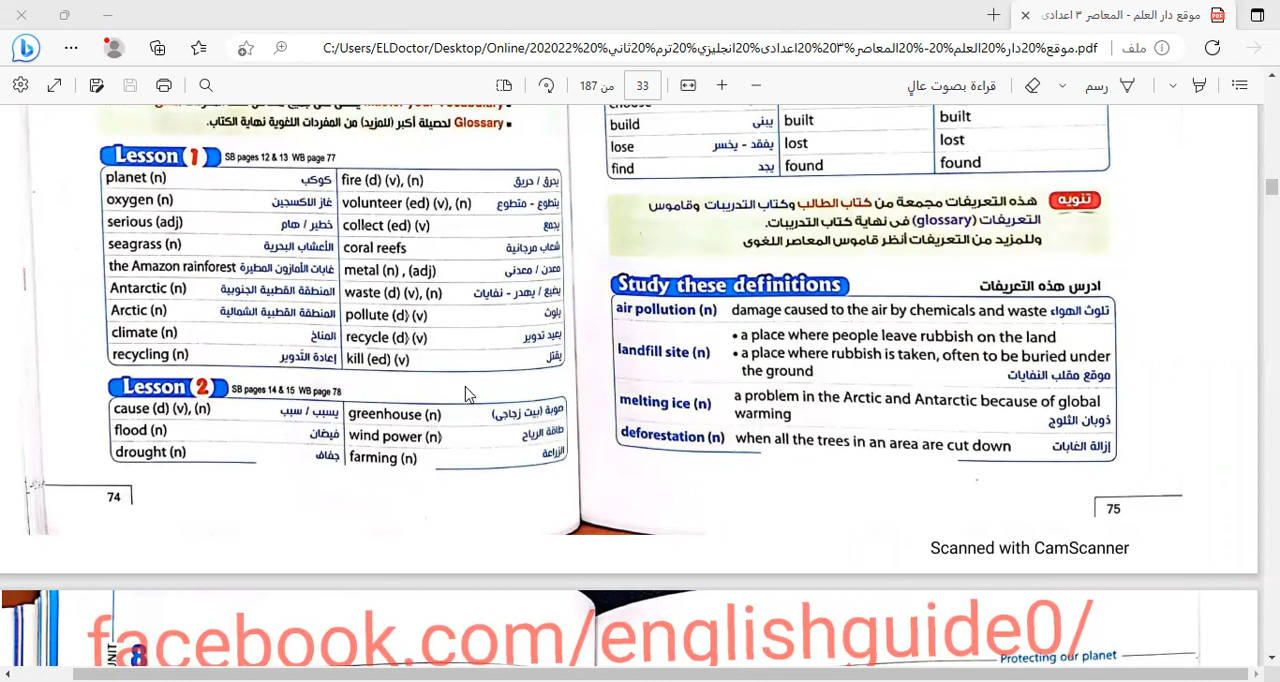 موقع دار العلم - المعاصر ٣ اعدادى
C:/Users/ELDoctor/Desktop/Online/202022%20%موقع%20دار%20العلم%20-%20المعاصر%20٣%20اعدادى%20انجليزي%20ترم%20ثاني.pdf
ملف
33
من 187
قراءة بصوت عالٍ
رسم
Glossary لحصيلة أكبر (للمزيد) من المفردات اللغوية نهاية الكتاب.
Lesson 1 SB pages 12 & 13 WB page 77
planet (n) كوكب fire (d) (v), (n) يحرق / حريق
oxygen (n) غاز الاكسجين volunteer (ed) (v), (n) يتطوع - متطوع
serious (adj) خطير / هام collect (ed) (v) يجمع
seagrass (n) الأعشاب البحرية coral reefs شعاب مرجانية
the Amazon rainforest غابات الأمازون المطيرة metal (n) , (adj) معدن / معدنى
Antarctic (n) المنطقة القطبية الجنوبية waste (d) (v), (n) يضيع / يهدر - نفايات
Arctic (n) المنطقة القطبية الشمالية pollute (d) (v) يلوث
climate (n) المناخ recycle (d) (v) يعيد تدوير
recycling (n) إعادة التدوير kill (ed) (v) يقتل
Lesson 2 SB pages 14 & 15 WB page 78
cause (d) (v), (n) يسبب / سبب greenhouse (n) صوبة (بيت زجاجى)
flood (n) فيضان wind power (n) طاقة الرياح
drought (n) جفاف farming (n) الزراعة
74
build يبنى built built
lose يفقد - يخسر lost lost
find يجد found found
تنويه هذه التعريفات مجمعة من كتاب الطالب وكتاب التدريبات وقاموس
التعريفات (glossary) فى نهاية كتاب التدريبات.
وللمزيد من التعريفات أنظر قاموس المعاصر اللغوى
Study these definitions ادرس هذه التعريفات
air pollution (n) damage caused to the air by chemicals and waste تلوث الهواء
landfill site (n) • a place where people leave rubbish on the land
• a place where rubbish is taken, often to be buried under
the ground موقع مقلب النفايات
melting ice (n) a problem in the Arctic and Antarctic because of global
warming ذوبان الثلوج
deforestation (n) when all the trees in an area are cut down إزالة الغابات
75
Scanned with CamScanner
facebook.com/englishguide0/
UNIT 8
Protecting our planet